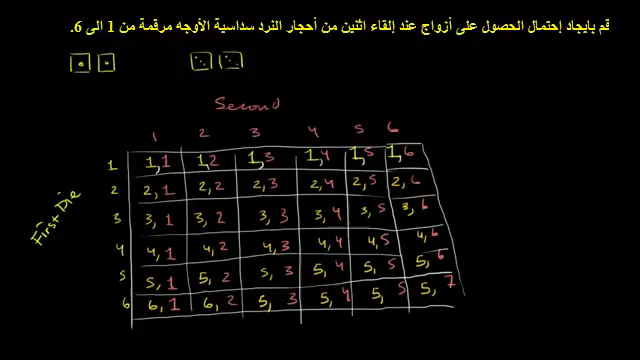 قم بإيجاد إحتمال الحصول على أزواج عند إلقاء اثنين من أحجار النرد سداسية الأوجه مرقمة من 1 الى 6.
Second
1 2 3 4 5 6
First Die
1 1,1 1,2 1,3 1,4 1,5 1,6
2 2,1 2,2 2,3 2,4 2,5 2,6
3 3,1 3,2 3,3 3,4 3,5 3,6
4 4,1 4,2 4,3 4,4 4,5 4,6
5 5,1 5,2 5,3 5,4 5,5 5,6
6 6,1 6,2 5,3 5,4 5,5 5,7